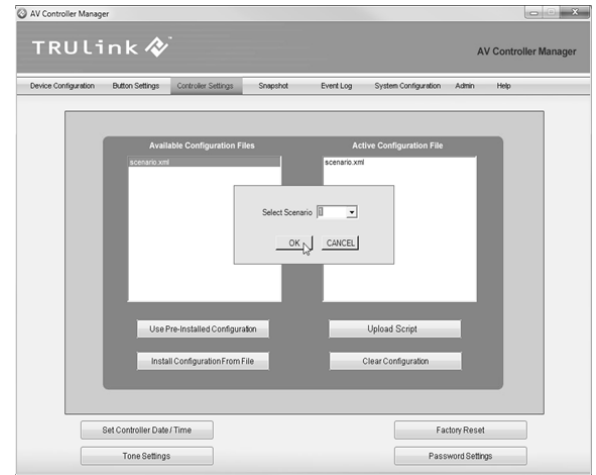 AV Controller Manager
TRULink
AV Controller Manager
Device Configuration Button Settings Controller Settings Snapshot Event Log System Configuration Admin Help
Available Configuration Files Active Configuration File
scenario.xml scenario.xml
Select Scenario
OK CANCEL
Use Pre-Installed Configuration Upload Script
Install Configuration From File Clear Configuration
Set Controller Date / Time Factory Reset
Tone Settings Password Settings